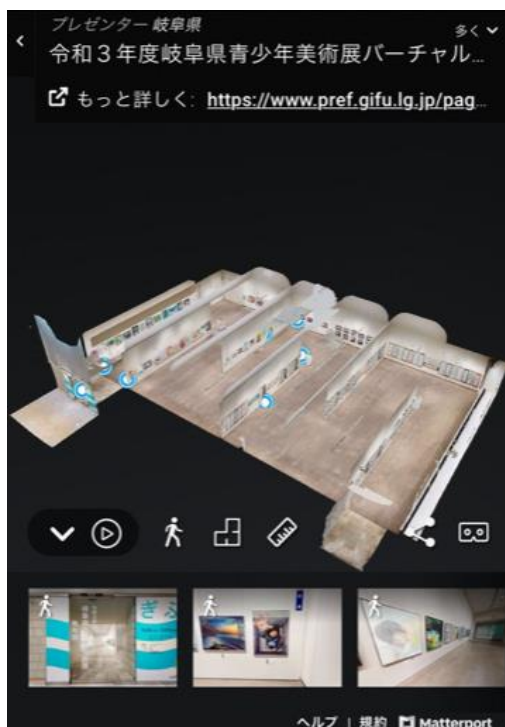 プレゼンター 岐阜県
多く
令和３年度岐阜県青少年美術展バーチャル...
もっと詳しく: https://www.pref.gifu.lg.jp/pag...
ぎふ
ヘルプ | 規約 Matterport